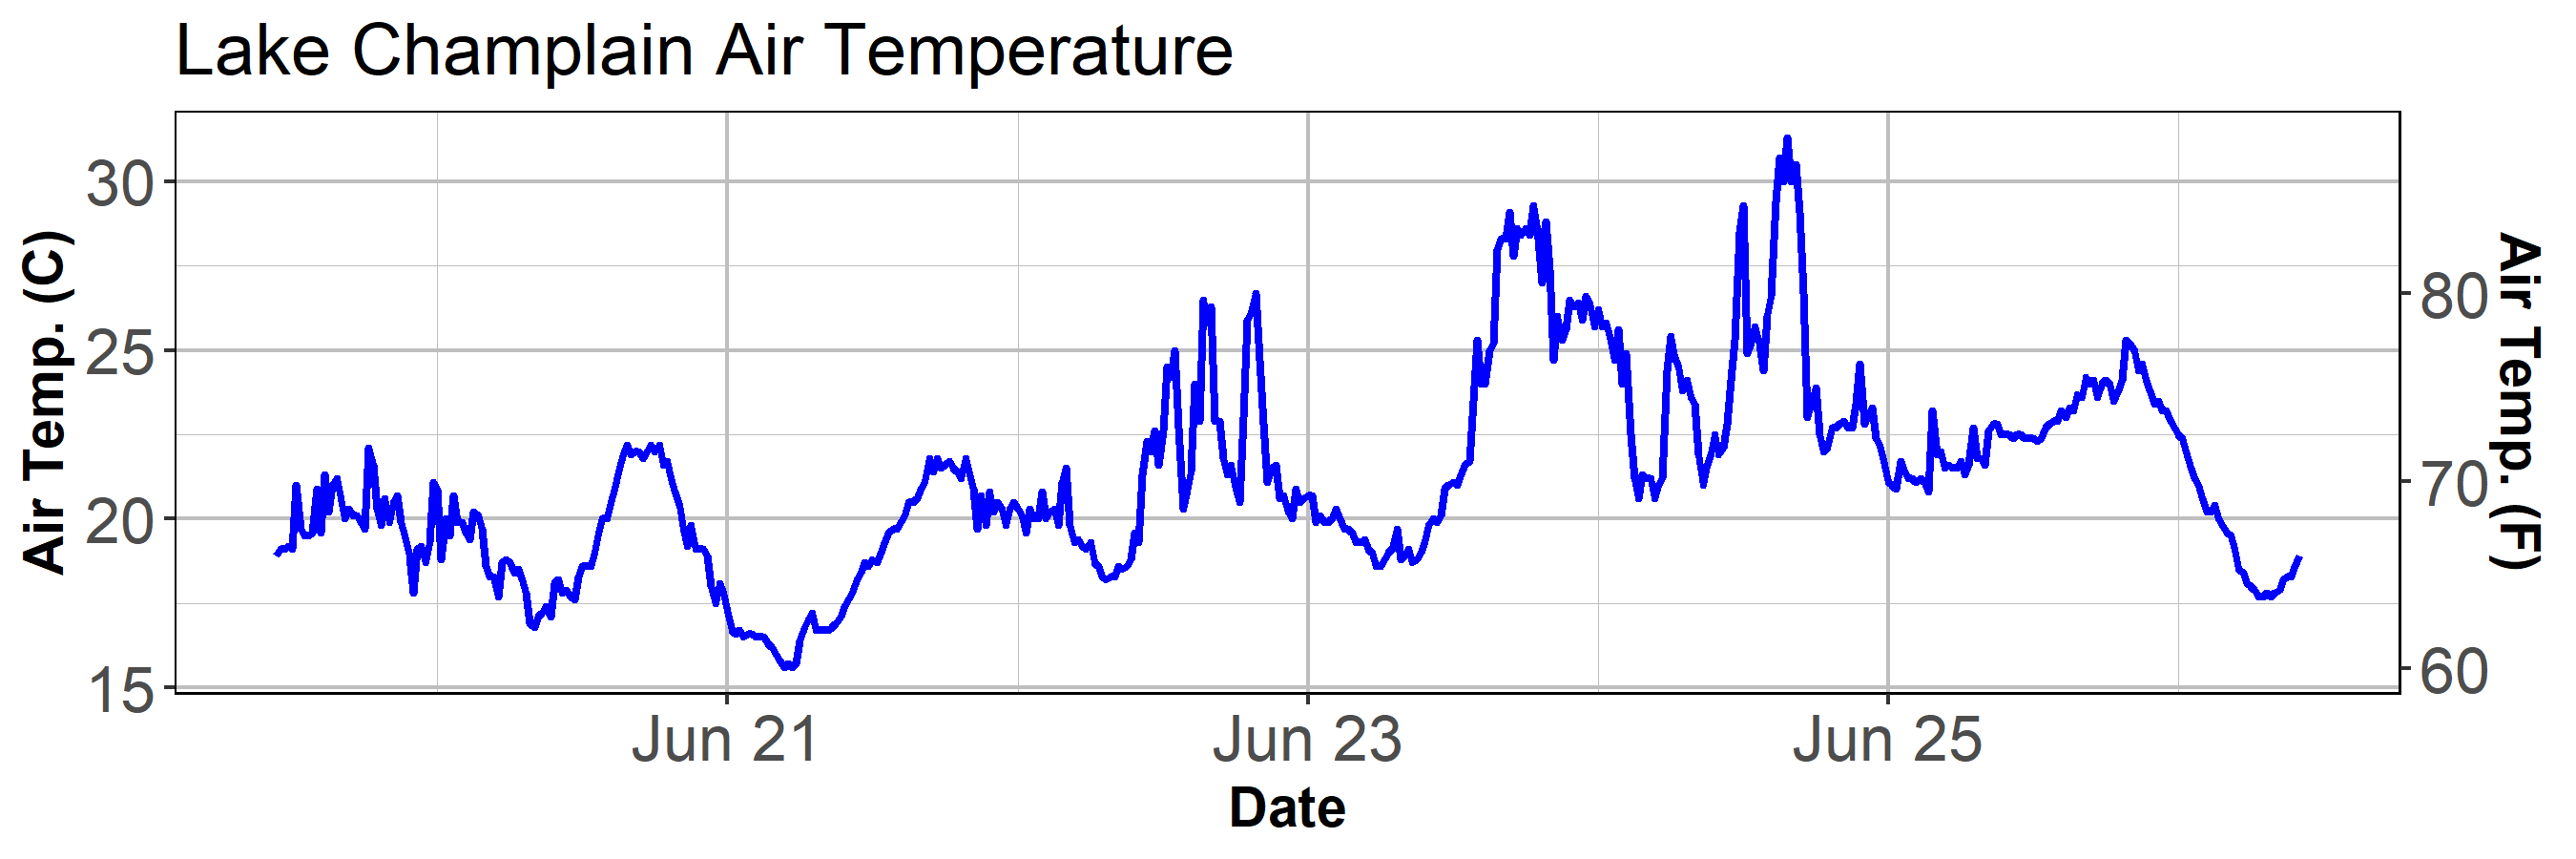 Lake Champlain Air Temperature
Air Temp. (C)
30
25
20
15
Air Temp. (F)
80
70
60
Jun 21
Jun 23
Jun 25
Date